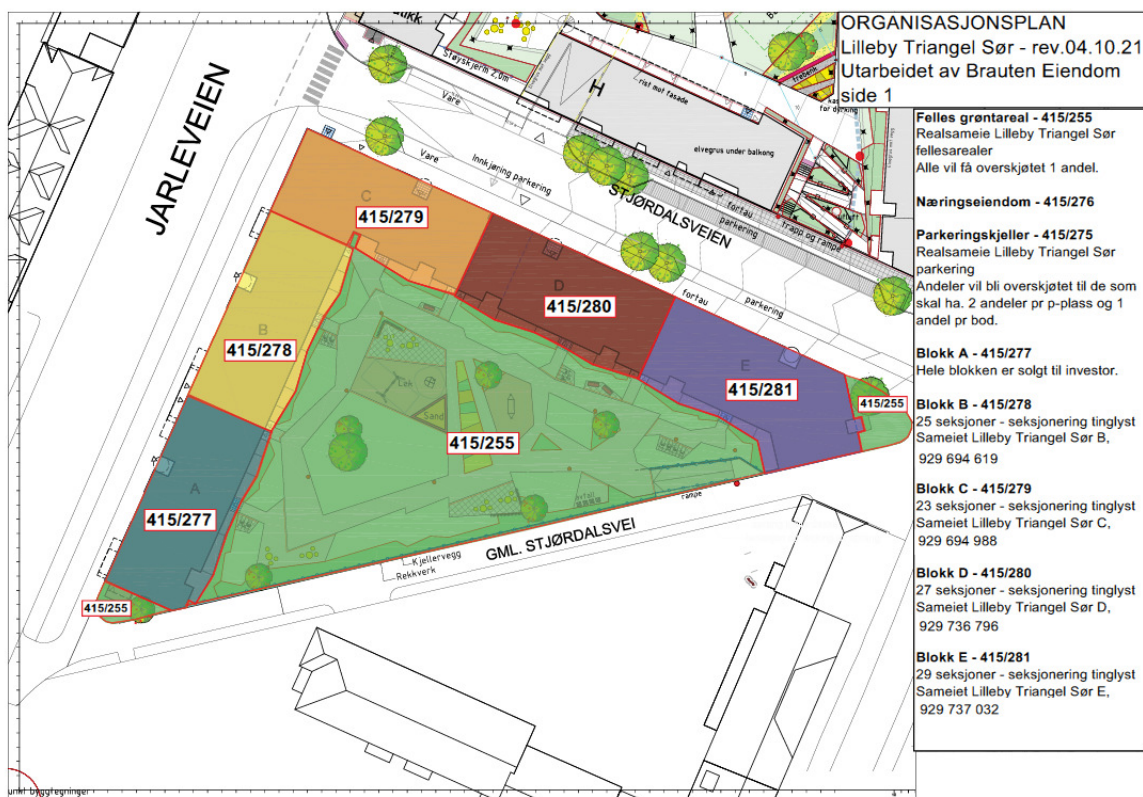 ORGANISASJONSPLAN
Lilleby Triangel Sør - rev.04.10.21
Utarbeidet av Brauten Eiendom
side 1
Felles grøntareal - 415/255
Realsameie Lilleby Triangel Sør
fellesarealer
Alle vil få overskjøtet 1 andel.
Næringseiendom - 415/276
Parkeringskjeller - 415/275
Realsameie Lilleby Triangel Sør
parkering
Andeler vil bli overskjøtet til de som
skal ha. 2 andeler pr p-plass og 1
andel pr bod.
Blokk A - 415/277
Hele blokken er solgt til investor.
Blokk B - 415/278
25 seksjoner - seksjonering tinglyst
Sameiet Lilleby Triangel Sør B,
929 694 619
Blokk C - 415/279
23 seksjoner - seksjonering tinglyst
Sameiet Lilleby Triangel Sør C,
929 694 988
Blokk D - 415/280
27 seksjoner - seksjonering tinglyst
Sameiet Lilleby Triangel Sør D,
929 736 796
Blokk E - 415/281
29 seksjoner - seksjonering tinglyst
Sameiet Lilleby Triangel Sør E,
929 737 032
JARLEVEIEN
Støyskjerm 2,0m
Vare
Vare
Innkjøring parkering
H
rist mot fasade
elvegrus under balkong
trebenk
for dyrking
STJØRDALSVEIEN
fortau
parkering
trapp og rampe
fortau
parkering
C
415/279
D
415/280
B
415/278
E
415/281
415/255
Lek
Sand
415/255
A
415/277
avfall
rampe
GML. STJØRDALSVEI
Kjellervegg
Rekkverk
415/255